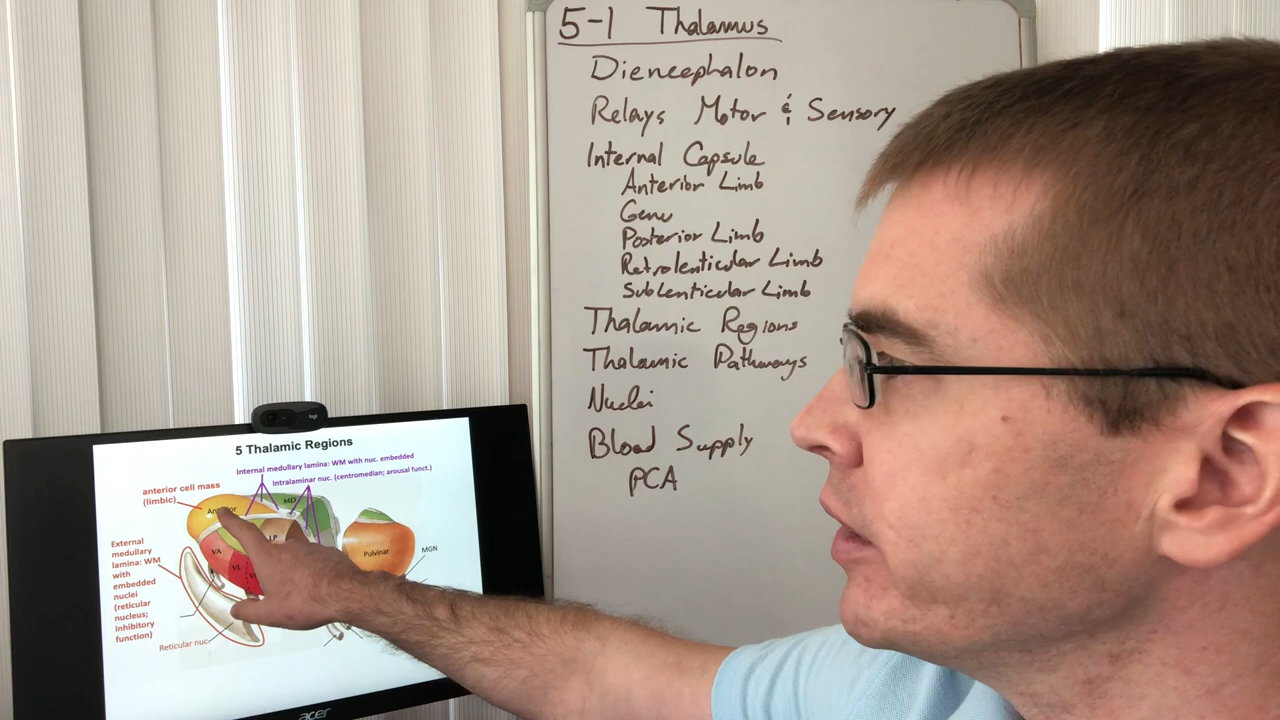 5-1 Thalamus
Diencephalon
Relays Motor & Sensory
Internal Capsule
Anterior Limb
Genu
Posterior Limb
Retrolenticular Limb
Sublenticular Limb
Thalamic Regions
Thalamic Pathways
Nuclei
Blood Supply
PCA
logi
5 Thalamic Regions
Internal medullary lamina: WM with nuc. embedded
Intralaminar nuc. (centromedian; arousal funct.)
anterior cell mass
(limbic)
MD
LP
VA
VL
Pulvinar
MGN
External
medullary
lamina: WM
with
embedded
nuclei
(reticular
nucleus;
inhibitory
function)
Reticular nuc.
acer